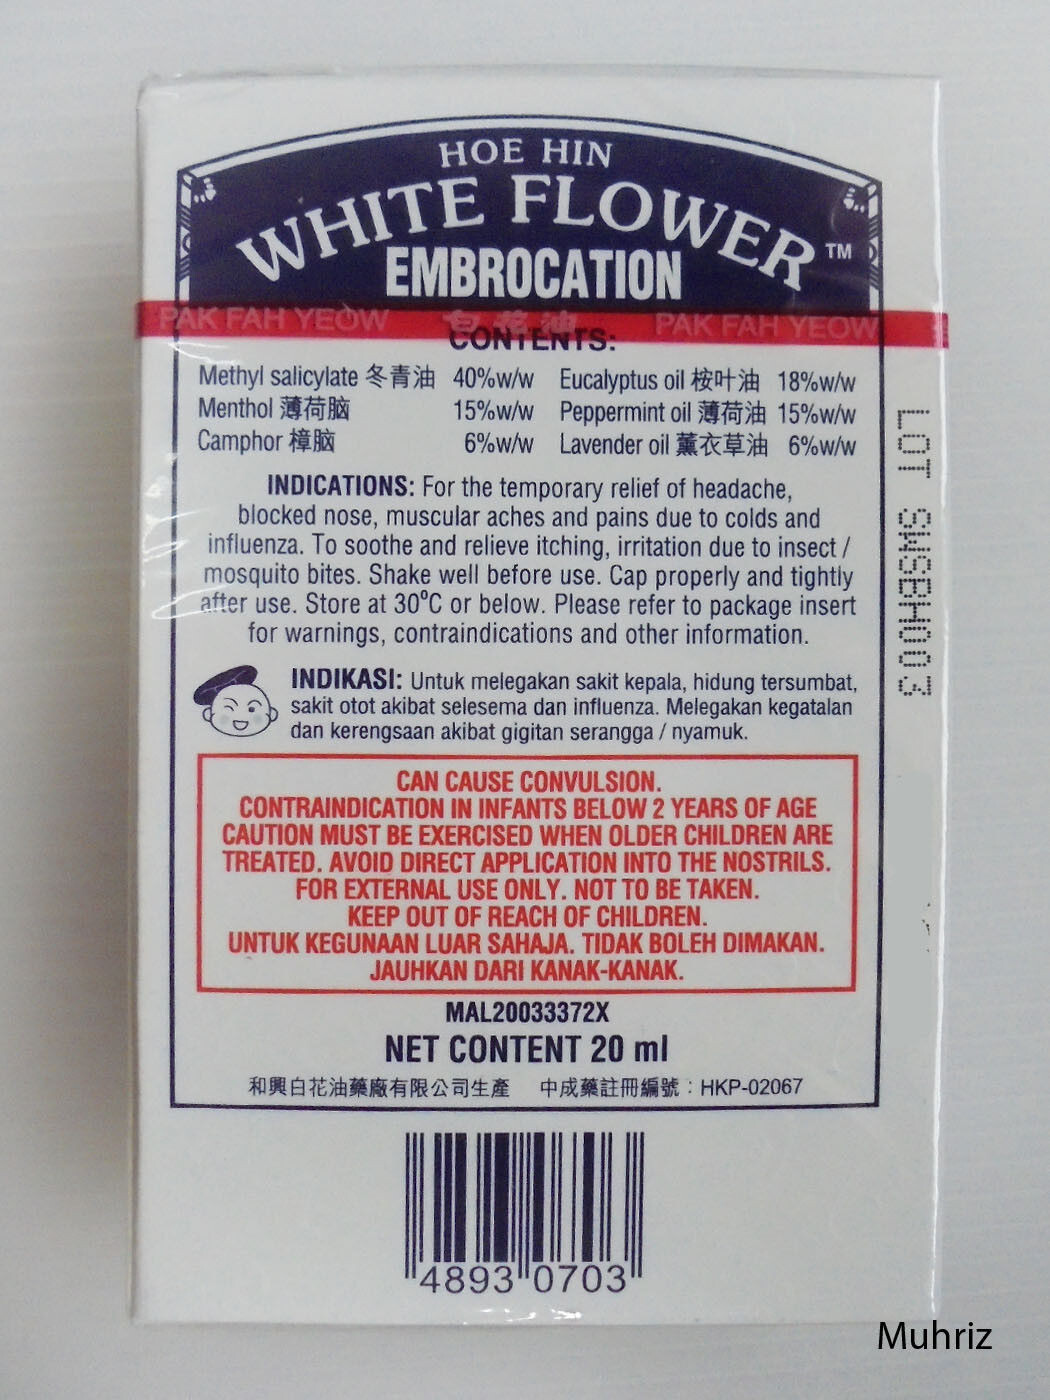 HOE HIN
WHITE FLOWER™
EMBROCATION
PAK FAH YEOW 白花油 PAK FAH YEOW
CONTENTS:
Methyl salicylate 冬青油 40%w/w Eucalyptus oil 桉叶油 18%w/w
Menthol 薄荷脑 15%w/w Peppermint oil 薄荷油 15%w/w
Camphor 樟脑 6%w/w Lavender oil 薰衣草油 6%w/w
INDICATIONS: For the temporary relief of headache,
blocked nose, muscular aches and pains due to colds and
influenza. To soothe and relieve itching, irritation due to insect /
mosquito bites. Shake well before use. Cap properly and tightly
after use. Store at 30°C or below. Please refer to package insert
for warnings, contraindications and other information.
INDIKASI: Untuk melegakan sakit kepala, hidung tersumbat,
sakit otot akibat selesema dan influenza. Melegakan kegatalan
dan kerengsaan akibat gigitan serangga / nyamuk.
CAN CAUSE CONVULSION.
CONTRAINDICATION IN INFANTS BELOW 2 YEARS OF AGE
CAUTION MUST BE EXERCISED WHEN OLDER CHILDREN ARE
TREATED. AVOID DIRECT APPLICATION INTO THE NOSTRILS.
FOR EXTERNAL USE ONLY. NOT TO BE TAKEN.
KEEP OUT OF REACH OF CHILDREN.
UNTUK KEGUNAAN LUAR SAHAJA. TIDAK BOLEH DIMAKAN.
JAUHKAN DARI KANAK-KANAK.
MAL20033372X
NET CONTENT 20 ml
和興白花油藥廠有限公司生產 中成藥註冊編號：HKP-02067
4893 0703
LOT SWSBH003
Muhriz